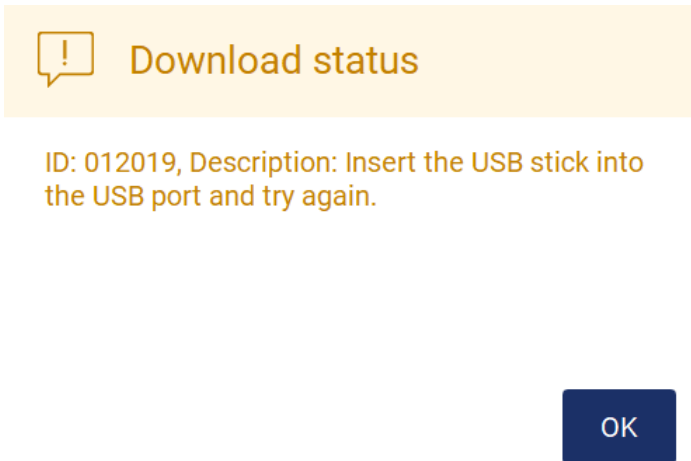 !
Download status
ID: 012019, Description: Insert the USB stick into
the USB port and try again.
OK